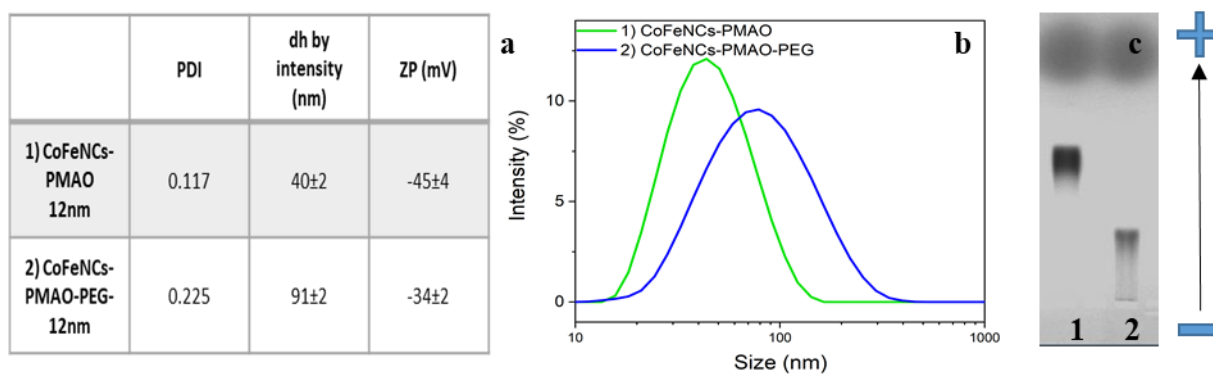 PDI
dh by
intensity
(nm)
ZP (mV)
1) CoFeNCs-
PMAO
12nm
0.117
40±2
-45±4
2) CoFeNCs-
PMAO-PEG-
12nm
0.225
91±2
-34±2
a
1) CoFeNCs-PMAO
2) CoFeNCs-PMAO-PEG
b
Intensity (%)
10
5
0
10
100
1000
Size (nm)
c
1 2
+
−